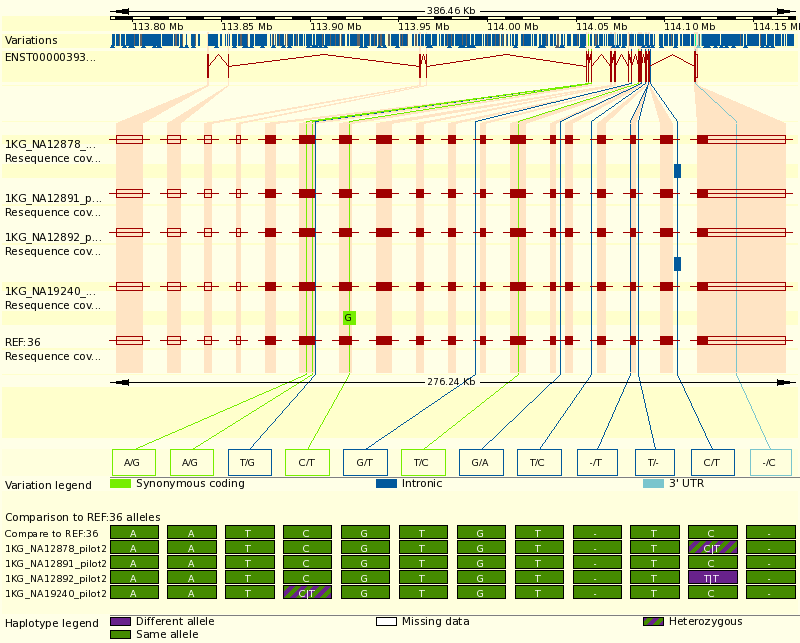 386.46 Kb
113.80 Mb 113.85 Mb 113.90 Mb 113.95 Mb 114.00 Mb 114.05 Mb 114.10 Mb 114.15 M
Variations
ENST00000393...
1KG_NA12878_...
Resequence cov...
1KG_NA12891_p...
Resequence cov...
1KG_NA12892_p...
Resequence cov...
1KG_NA19240_...
Resequence cov...
G
REF:36
Resequence cov...
276.24 Kb
A/G A/G T/G C/T G/T T/C G/A T/C -/T T/- C/T -/C
Variation legend Synonymous coding Intronic 3' UTR
Comparison to REF:36 alleles
Compare to REF:36 A A T C G T G T - T C -
1KG_NA12878_pilot2 A A T C G T G T - T C|T -
1KG_NA12891_pilot2 A A T C G T G T - T C -
1KG_NA12892_pilot2 A A T C G T G T - T T|T -
1KG_NA19240_pilot2 A A T C|T G T G T - T C -
Haplotype legend Different allele Missing data Heterozygous
Same allele